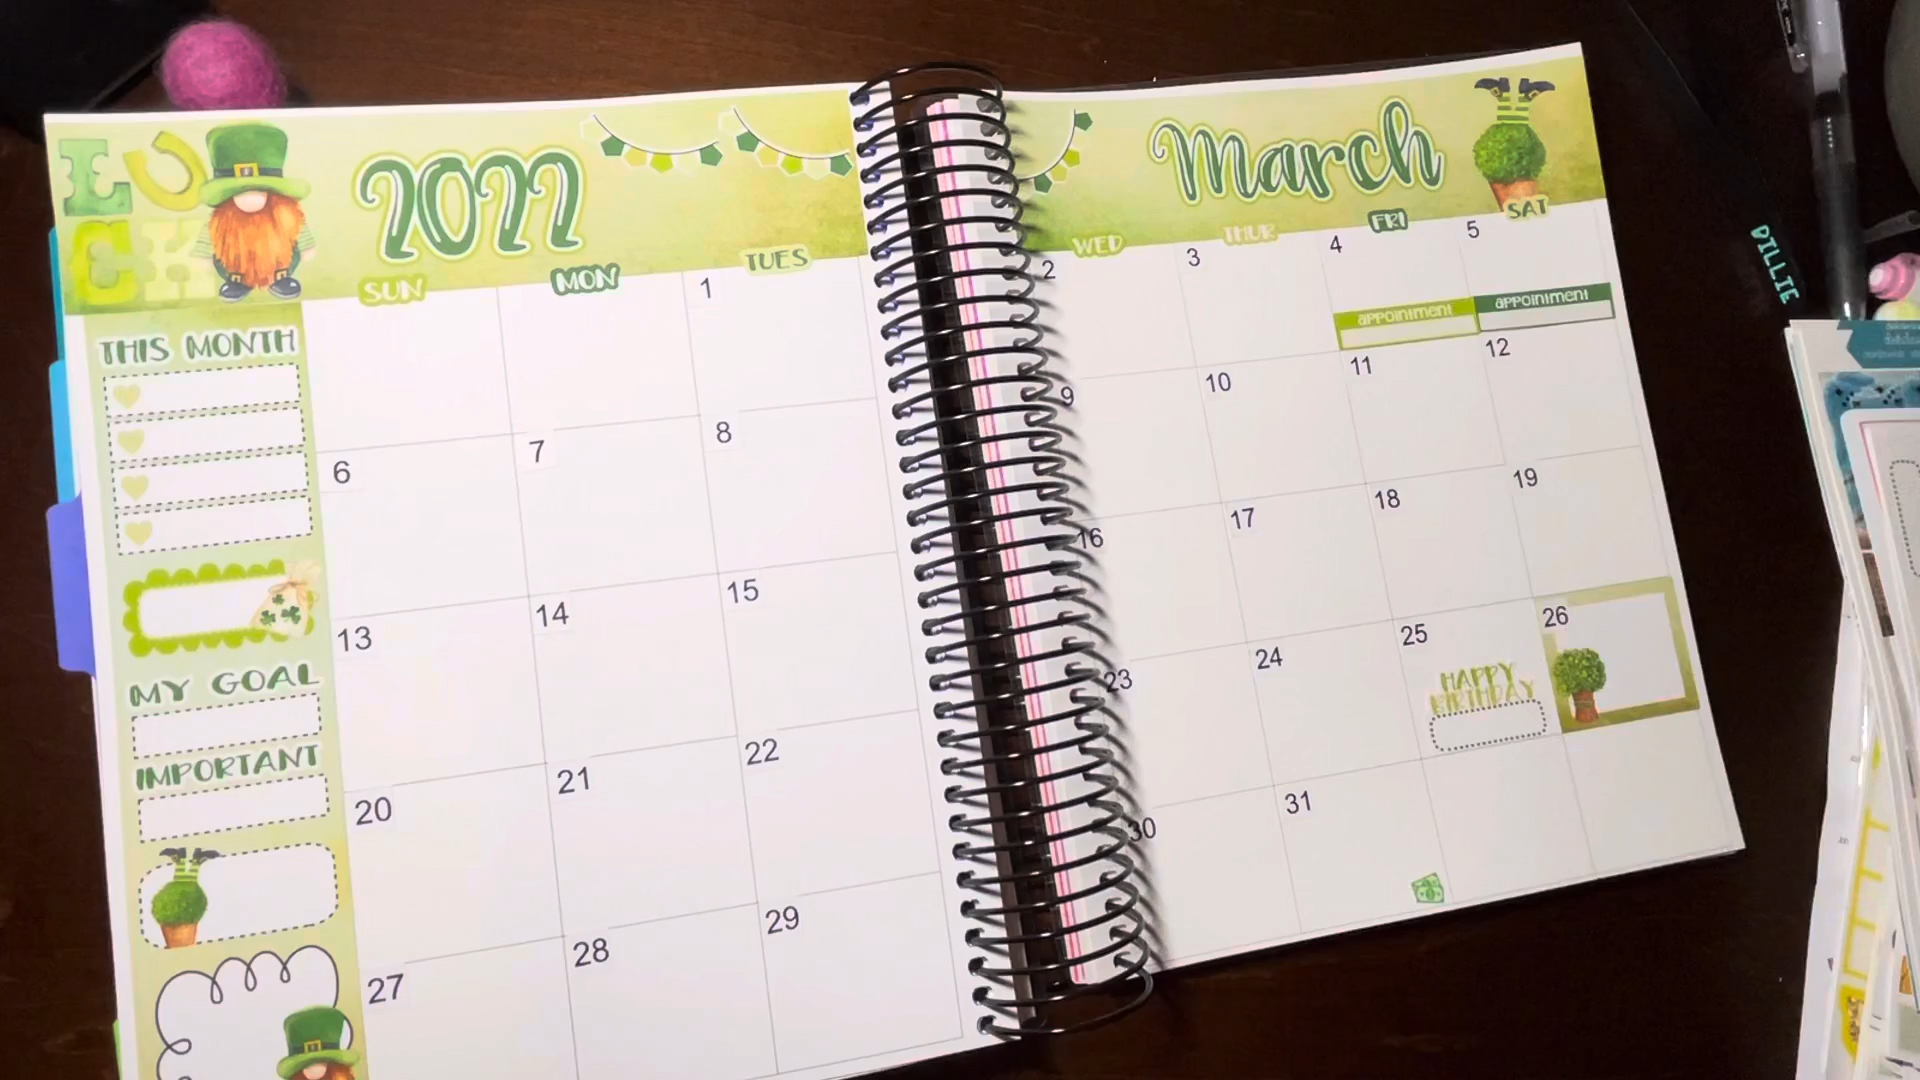 LUCK
2022
March
SUN MON TUES WED THUR FRI SAT
1 2 3 4 5
appointment appointment
6 7 8 9 10 11 12
13 14 15 16 17 18 19
20 21 22 23 24 25 26
HAPPY
BIRTHDAY
27 28 29 30 31
THIS MONTH
MY GOAL
IMPORTANT
DILLIE